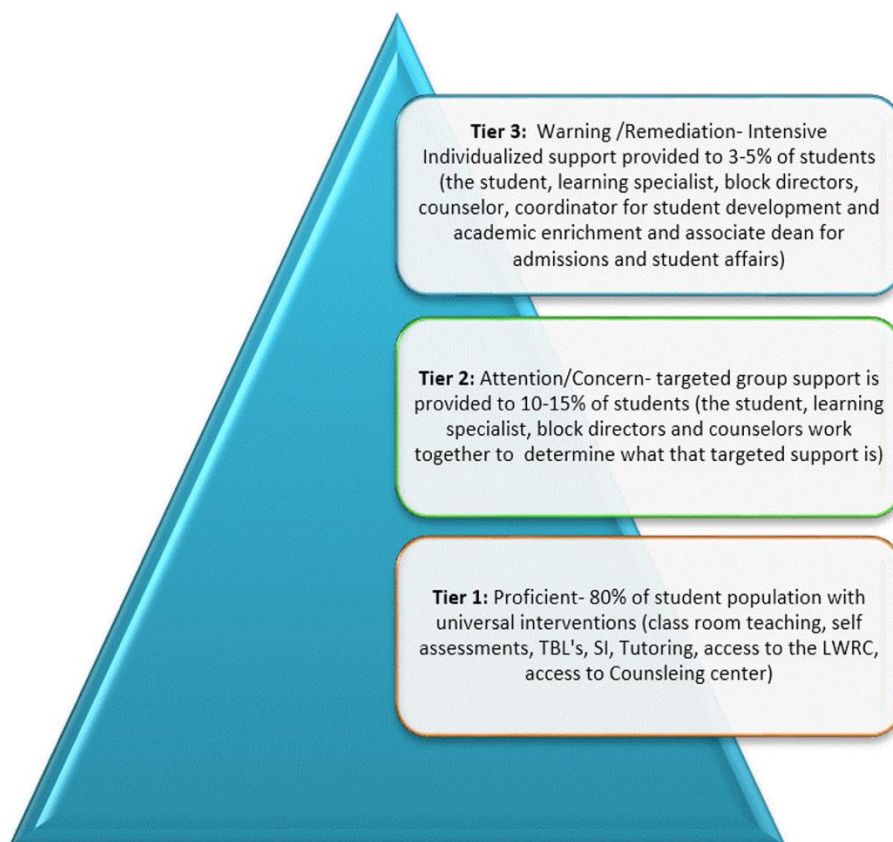 Tier 3:  Warning /Remediation- Intensive
Individualized support provided to 3-5% of students
(the student, learning specialist, block directors,
counselor, coordinator for student development and
academic enrichment and associate dean for
admissions and student affairs)
Tier 2: Attention/Concern- targeted group support is
provided to 10-15% of students (the student, learning
specialist, block directors and counselors work
together to  determine what that targeted support is)
Tier 1: Proficient- 80% of student population with
universal interventions (class room teaching, self
assessments, TBL's, SI, Tutoring, access to the LWRC,
access to Counsleing center)